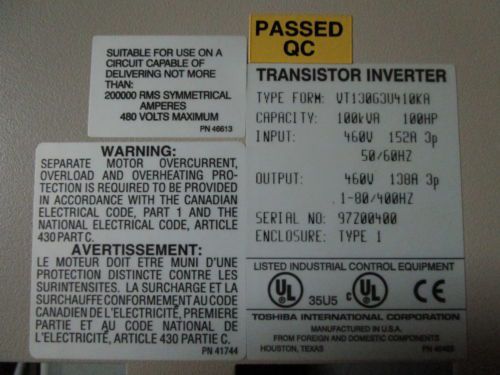 PASSED
QC
SUITABLE FOR USE ON A
CIRCUIT CAPABLE OF
DELIVERING NOT MORE
THAN:
200000 RMS SYMMETRICAL
AMPERES
480 VOLTS MAXIMUM
PN 46613
WARNING:
SEPARATE MOTOR OVERCURRENT,
OVERLOAD AND OVERHEATING PRO-
TECTION IS REQUIRED TO BE PROVIDED
IN ACCORDANCE WITH THE CANADIAN
ELECTRICAL CODE, PART 1 AND THE
NATIONAL ELECTRICAL CODE, ARTICLE
430 PART C.
AVERTISSEMENT:
LE MOTEUR DOIT ETRE MUNI D'UNE
PROTECTION DISTINCTE CONTRE LES
SURINTENSITES. LA SURCHARGE ET LA
SURCHAUFFE CONFORMEMENT AU CODE
CANADIEN DE L'ELECTRICITE, PREMIERE
PARTIE ET AU CODE NATIONAL DE
L'ELECTRICITE, ARTICLE 430 PARTIE C.
PN 41744
TRANSISTOR INVERTER
TYPE FORM: VT130G3U410KA
CAPACITY: 100kVA 100HP
INPUT: 460V 152A 3p
50/60HZ
OUTPUT: 460V 138A 3p
1-80/400HZ
SERIAL NO: 97200400
ENCLOSURE: TYPE 1
LISTED INDUSTRIAL CONTROL EQUIPMENT
UL 35U5 C UL CE
TOSHIBA INTERNATIONAL CORPORATION
MANUFACTURED IN U.S.A.
FROM FOREIGN AND DOMESTIC COMPONENTS
HOUSTON, TEXAS